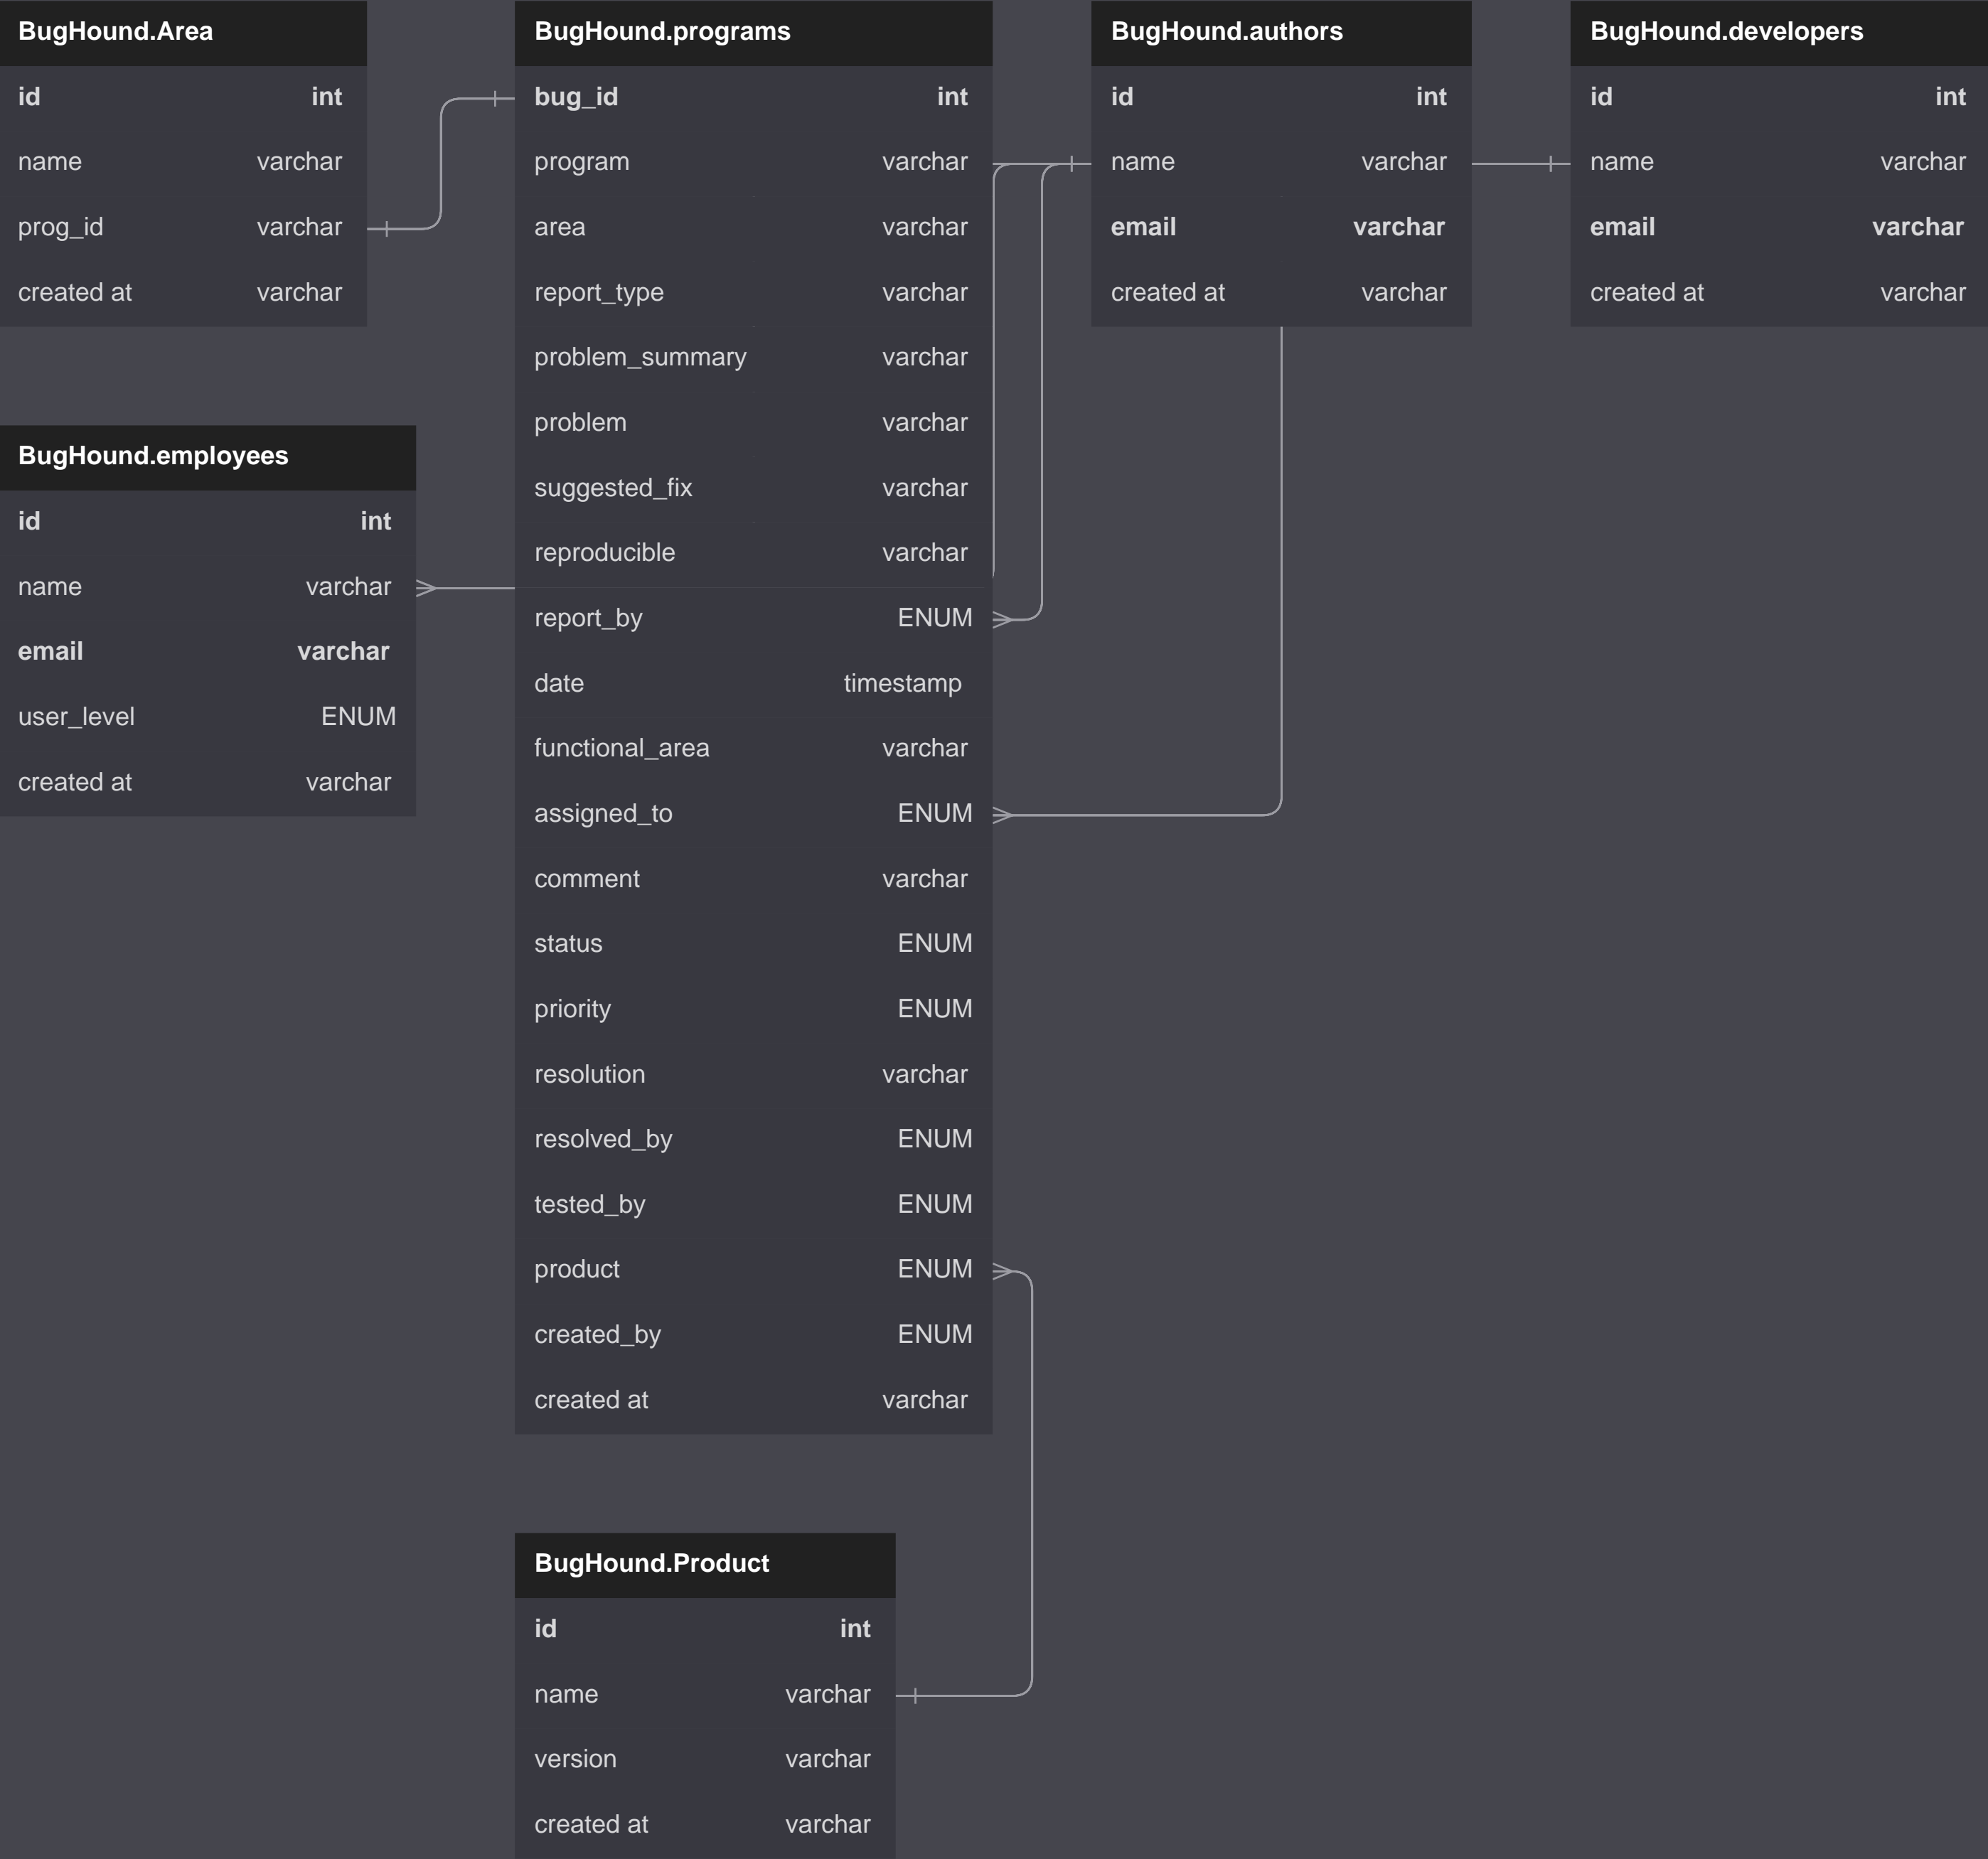 BugHound.Area
id int
name varchar
prog_id varchar
created at varchar
BugHound.employees
id int
name varchar
email varchar
user_level ENUM
created at varchar
BugHound.programs
bug_id int
program varchar
area varchar
report_type varchar
problem_summary varchar
problem varchar
suggested_fix varchar
reproducible varchar
report_by ENUM
date timestamp
functional_area varchar
assigned_to ENUM
comment varchar
status ENUM
priority ENUM
resolution varchar
resolved_by ENUM
tested_by ENUM
product ENUM
created_by ENUM
created at varchar
BugHound.Product
id int
name varchar
version varchar
created at varchar
BugHound.authors
id int
name varchar
email varchar
created at varchar
BugHound.developers
id int
name varchar
email varchar
created at varchar